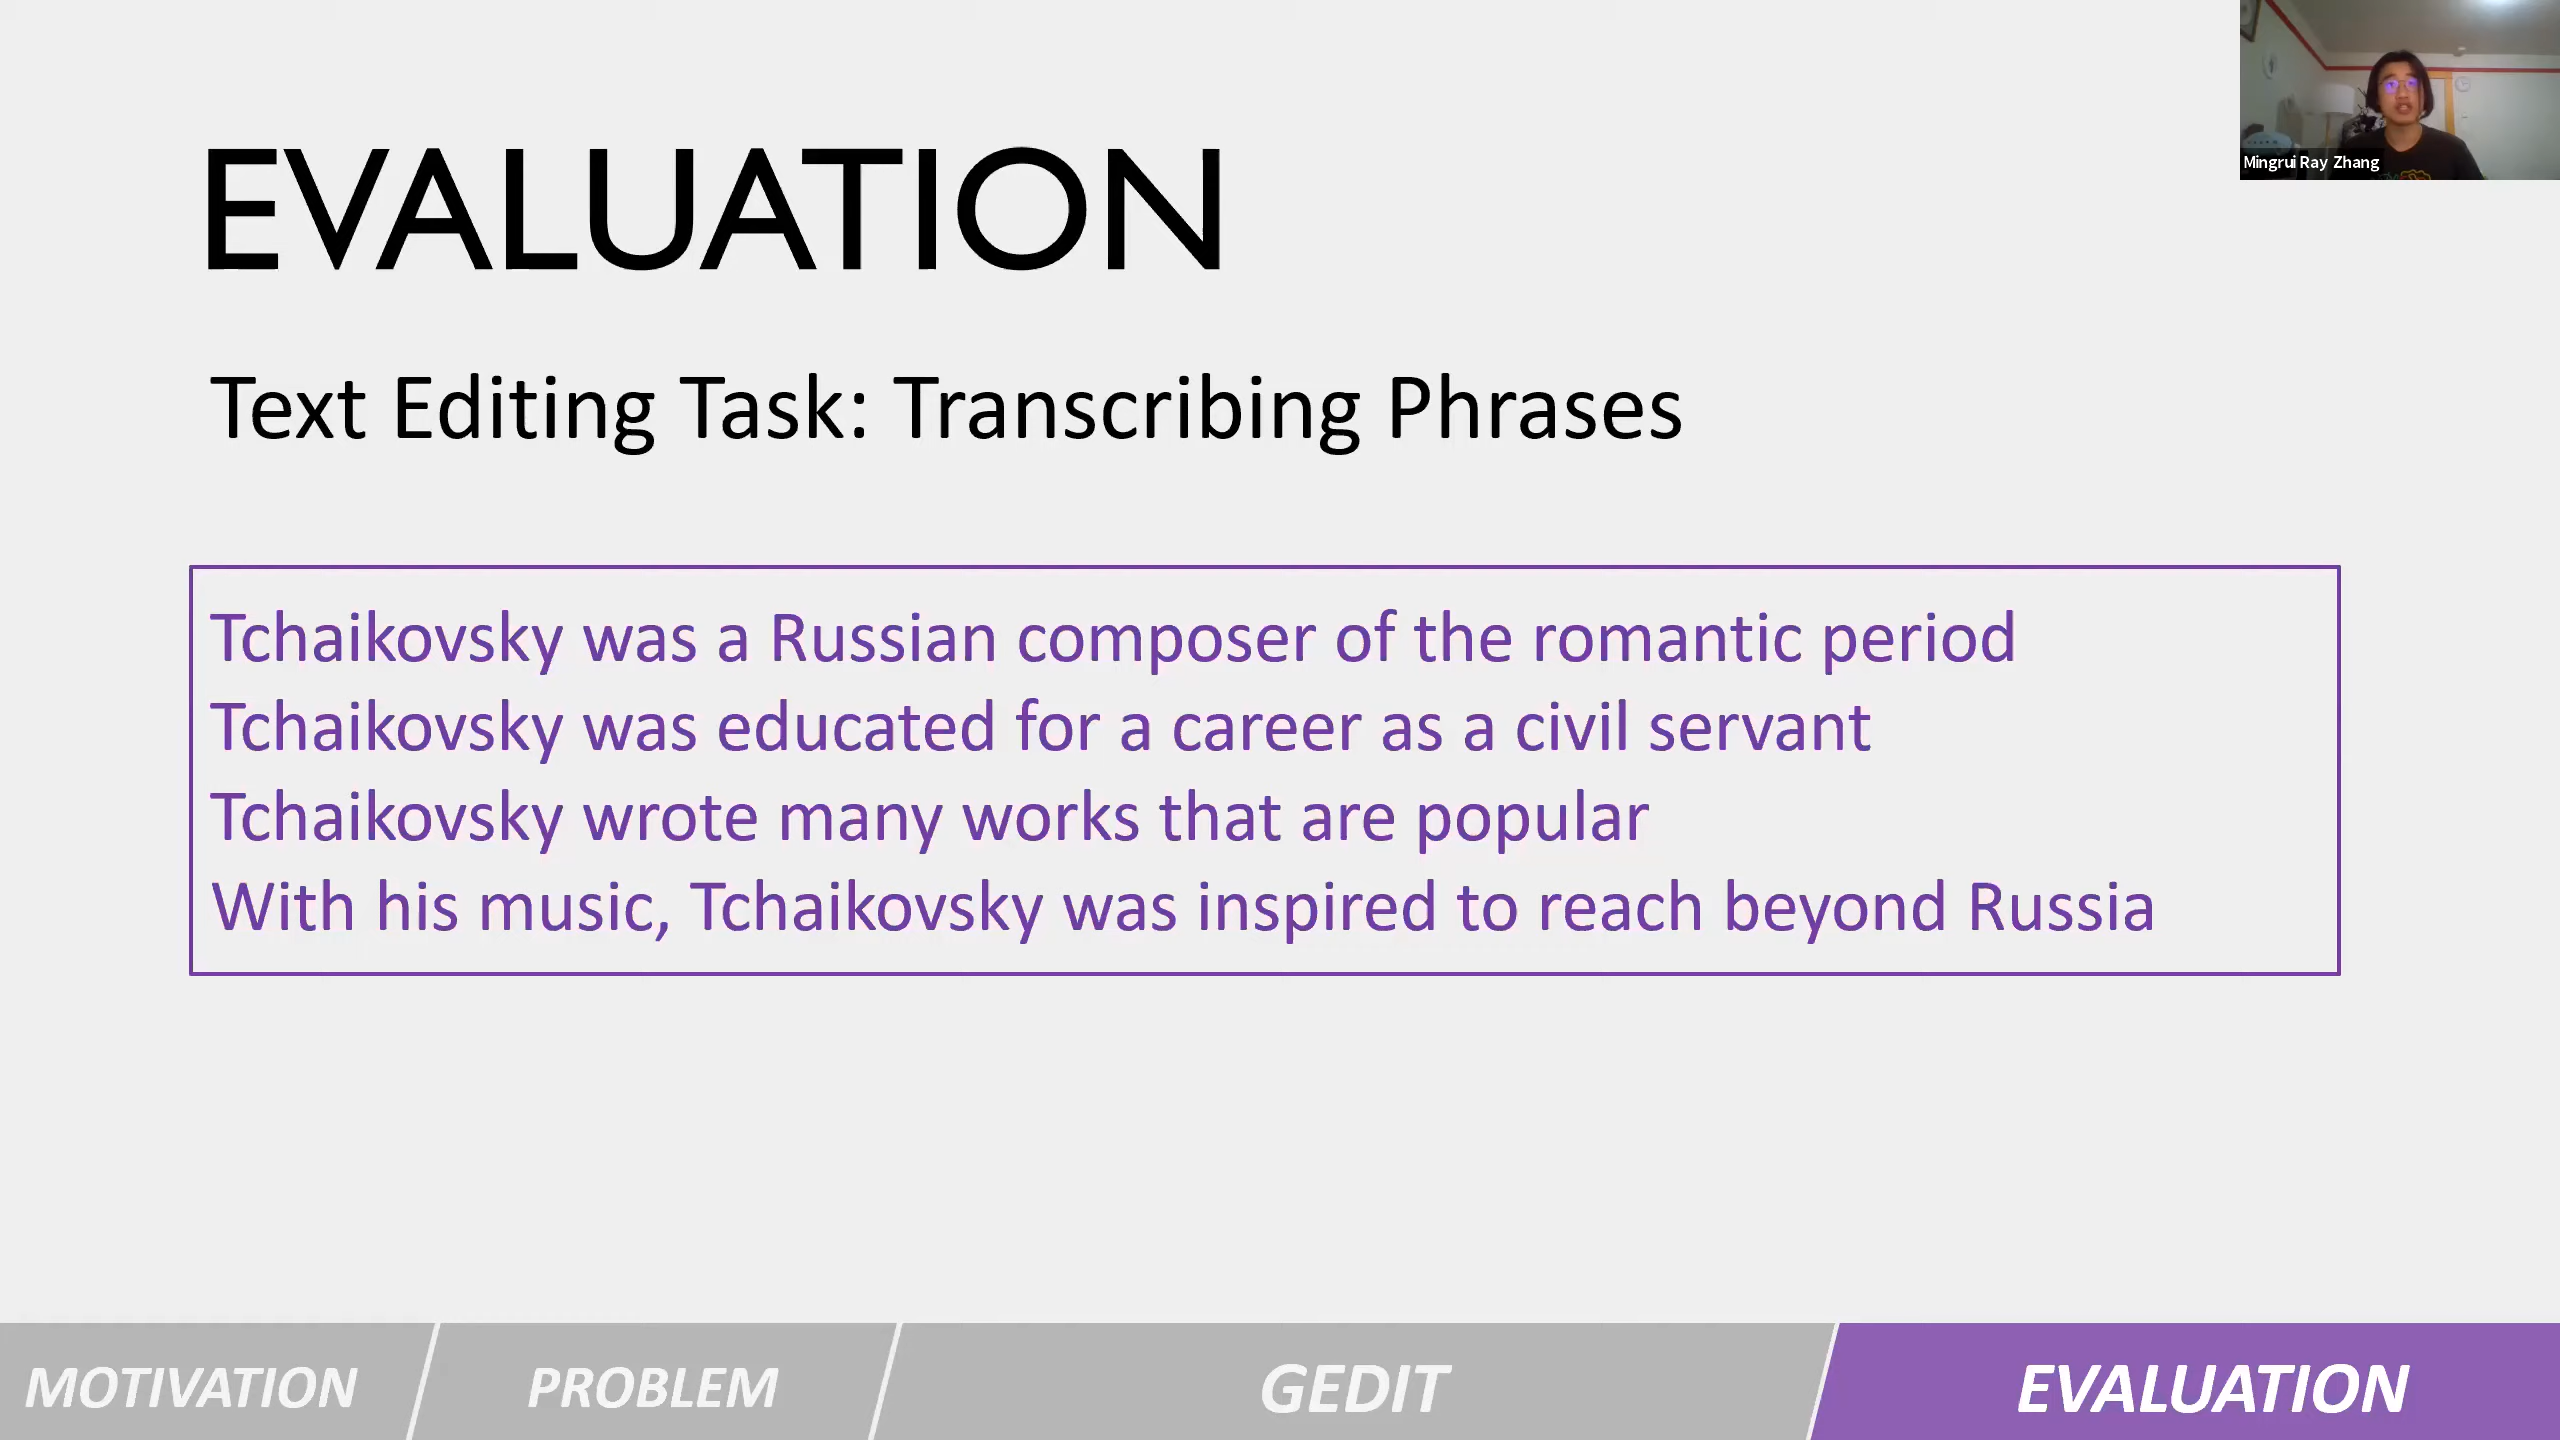 Mingrui Ray Zhang
EVALUATION
Text Editing Task: Transcribing Phrases
Tchaikovsky was a Russian composer of the romantic period
Tchaikovsky was educated for a career as a civil servant
Tchaikovsky wrote many works that are popular
With his music, Tchaikovsky was inspired to reach beyond Russia
MOTIVATION
PROBLEM
GEDIT
EVALUATION